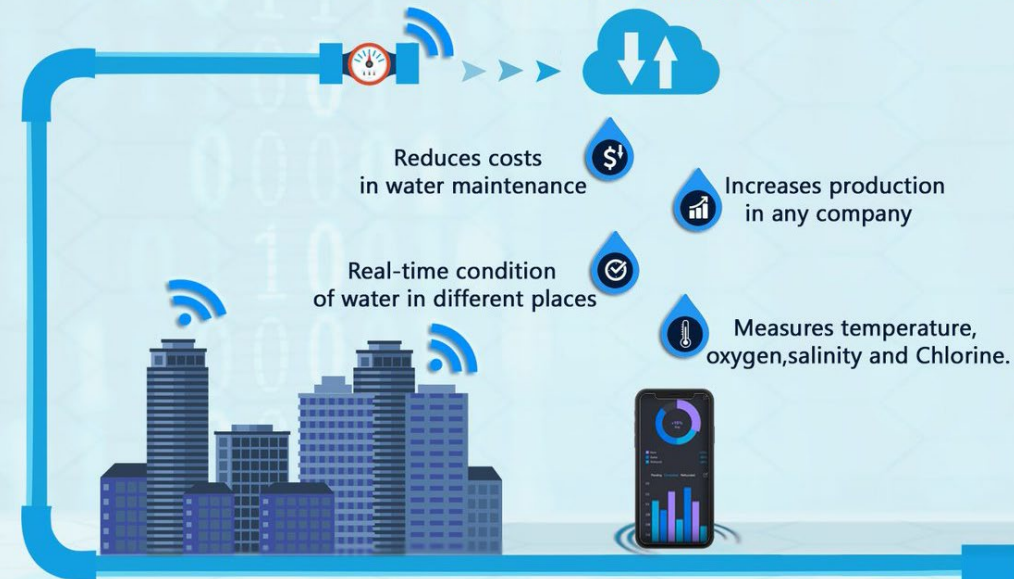 Reduces costs
in water maintenance
Increases production
in any company
Real-time condition
of water in different places
Measures temperature,
oxygen,salinity and Chlorine.